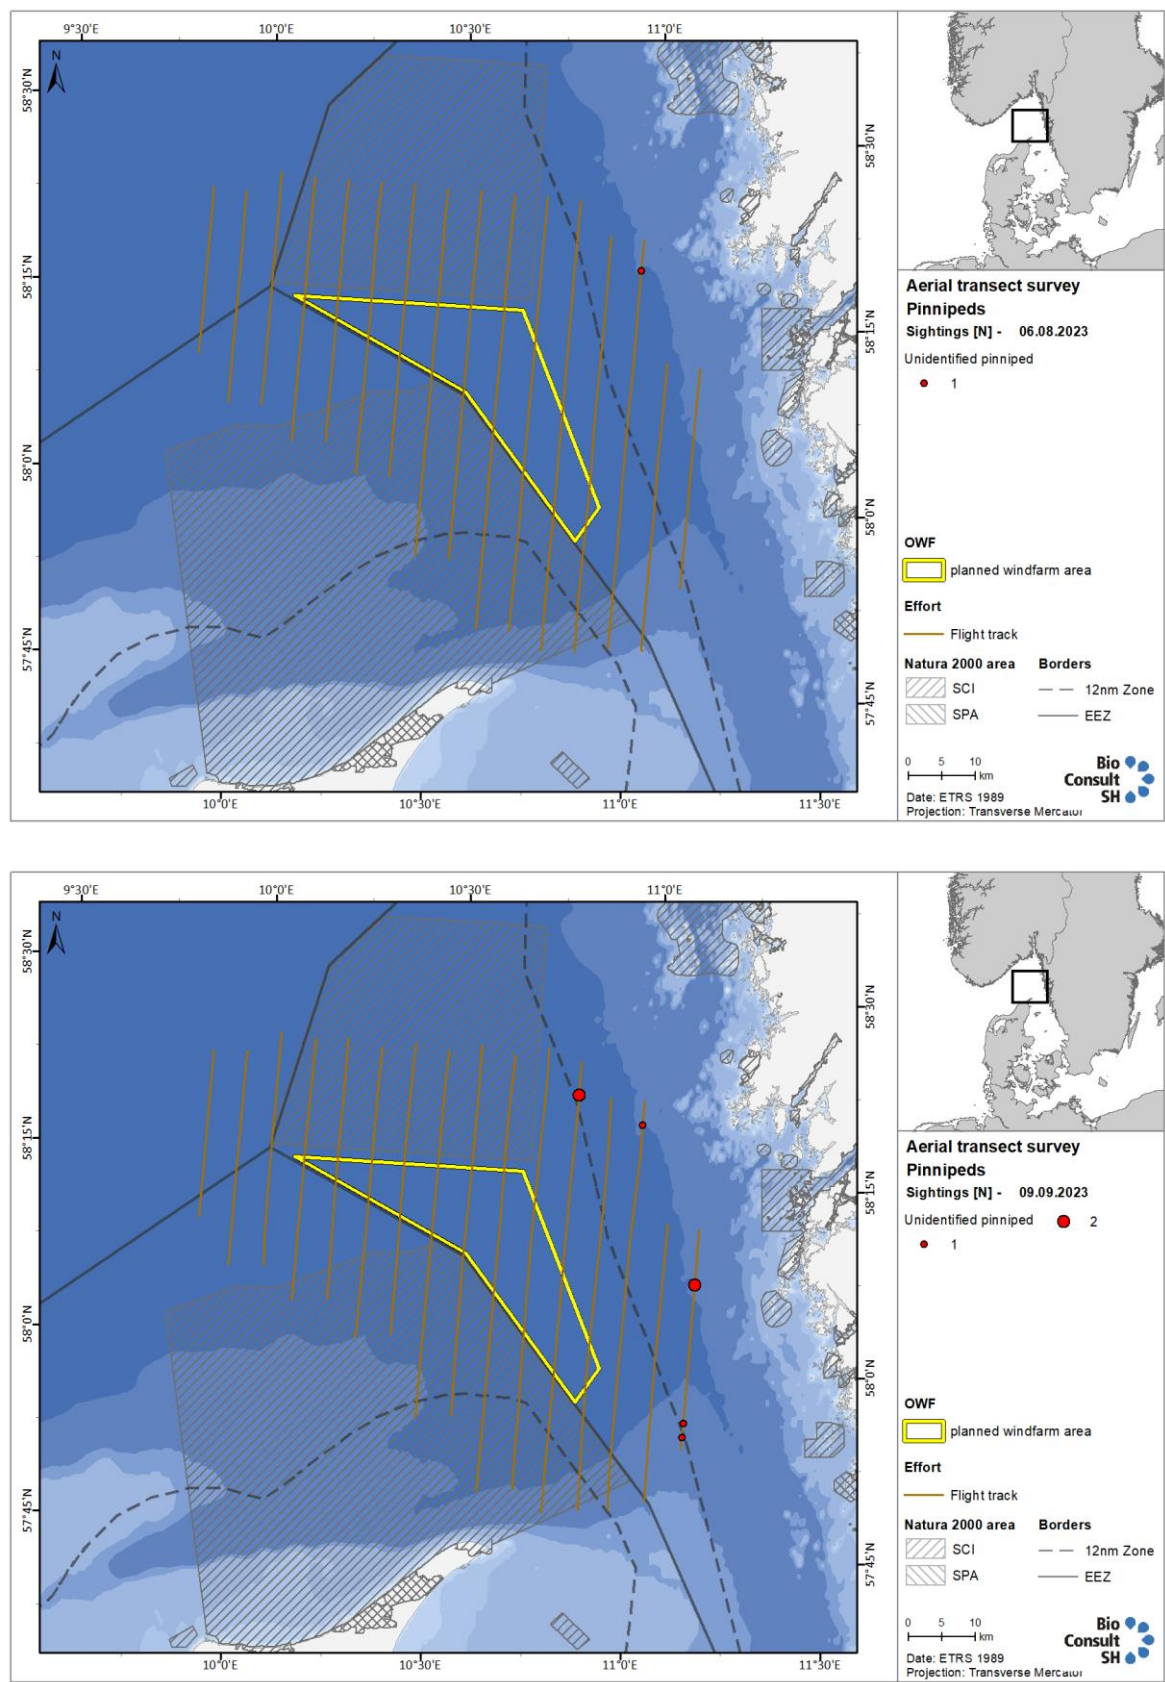 9°30'E 10°0'E 10°30'E 11°0'E
N
58°30'N
58°15'N
58°0'N
57°45'N
58°30'N
58°15'N
58°0'N
57°45'N
10°0'E 10°30'E 11°0'E 11°30'E
Aerial transect survey
Pinnipeds
Sightings [N] - 06.08.2023
Unidentified pinniped
1
OWF
planned windfarm area
Effort
Flight track
Natura 2000 area Borders
SCI 12nm Zone
SPA EEZ
0 5 10
km
Bio
Consult
SH
Date: ETRS 1989
Projection: Transverse Mercator
9°30'E 10°0'E 10°30'E 11°0'E
N
58°30'N
58°15'N
58°0'N
57°45'N
58°30'N
58°15'N
58°0'N
57°45'N
10°0'E 10°30'E 11°0'E 11°30'E
Aerial transect survey
Pinnipeds
Sightings [N] - 09.09.2023
Unidentified pinniped 2
1
OWF
planned windfarm area
Effort
Flight track
Natura 2000 area Borders
SCI 12nm Zone
SPA EEZ
0 5 10
km
Bio
Consult
SH
Date: ETRS 1989
Projection: Transverse Mercator